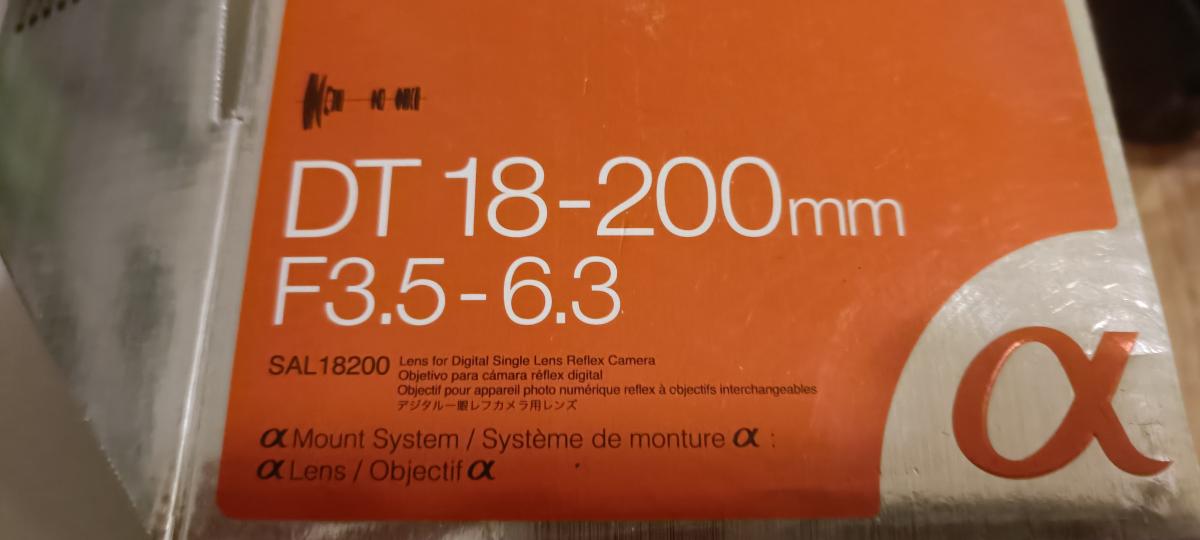 DT 18-200mm
F3.5-6.3
SAL18200
Lens for Digital Single Lens Reflex Camera
Objetivo para cámara réflex digital
Objectif pour appareil photo numérique reflex à objectifs interchangeables
デジタル一眼レフカメラ用レンズ
α Mount System / Système de monture α :
α Lens / Objectif α
α